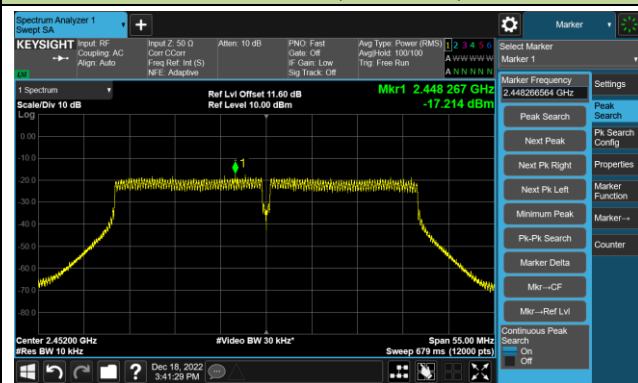 Spectrum Analyzer 1
Swept SA
Marker
KEYSIGHT Input: RF
Coupling: AC
Align: Auto
Input Z: 50 Ω
Corr CCorr
Freq Ref: Int (S)
NFE: Adaptive
Atten: 10 dB
PNO: Fast
Gate: Off
IF Gain: Low
Sig Track: Off
Avg Type: Power (RMS)
Avg|Hold: 100/100
Trig: Free Run
1 2 3 4 5 6
A W W W W W
A N N N N N
Select Marker
Marker 1
1 Spectrum
Scale/Div 10 dB
Log
Ref Lvl Offset 11.60 dB
Ref Level 10.00 dBm
Mkr1 2.448 267 GHz
-17.214 dBm
0.00
-10.0
-20.0
-30.0
-40.0
-50.0
-60.0
-70.0
-80.0
1
Center 2.45200 GHz
#Res BW 10 kHz
#Video BW 30 kHz*
Span 55.00 MHz
Sweep 679 ms (12000 pts)
Marker Frequency
2.448266564 GHz
Peak Search
Next Peak
Next Pk Right
Next Pk Left
Minimum Peak
Pk-Pk Search
Marker Delta
Mkr→CF
Mkr→Ref Lvl
Continuous Peak
Search
On
Off
Settings
Peak
Search
Pk Search
Config
Properties
Marker
Function
Marker→
Counter
?
Dec 18, 2022
3:41:29 PM